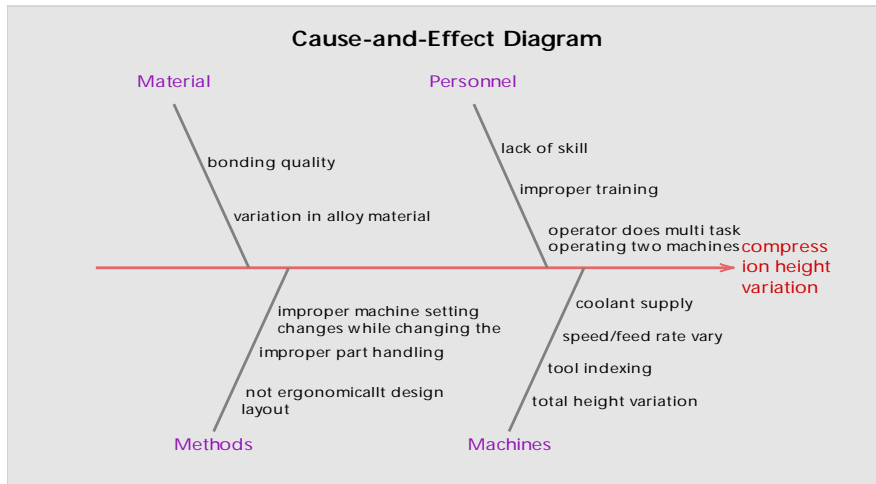 Cause-and-Effect Diagram
Material
Personnel
bonding quality
variation in alloy material
lack of skill
improper training
operator does multi task
operating two machines
compress
ion height
variation
improper machine setting
changes while changing the
improper part handling
not ergonomicallt design
layout
coolant supply
speed/feed rate vary
tool indexing
total height variation
Methods
Machines